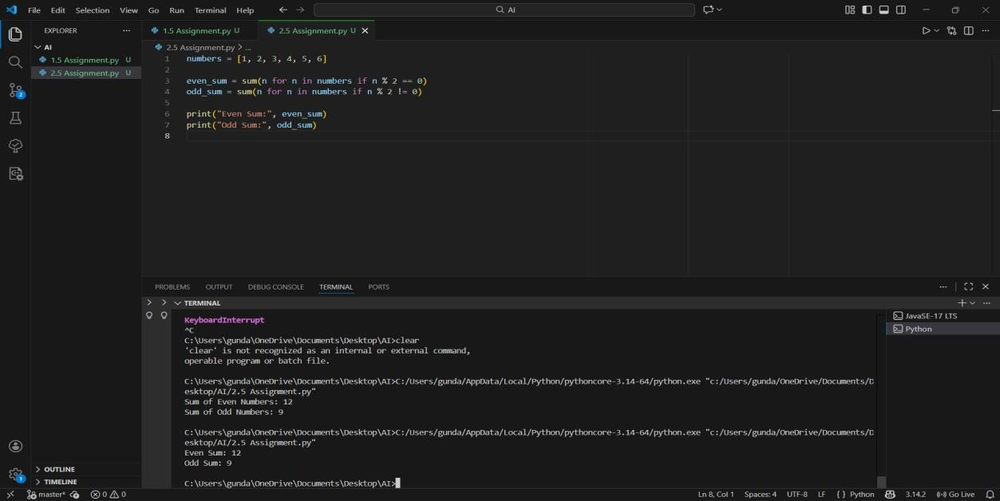 File Edit Selection View Go Run Terminal Help
AI
EXPLORER
AI
1.5 Assignment.py U
2.5 Assignment.py U
OUTLINE
TIMELINE
2
1
1.5 Assignment.py U
2.5 Assignment.py U
2.5 Assignment.py > ...
1 numbers = [1, 2, 3, 4, 5, 6]
2
3 even_sum = sum(n for n in numbers if n % 2 == 0)
4 odd_sum = sum(n for n in numbers if n % 2 != 0)
5
6 print("Even Sum:", even_sum)
7 print("Odd Sum:", odd_sum)
8
PROBLEMS OUTPUT DEBUG CONSOLE TERMINAL PORTS
TERMINAL
KeyboardInterrupt
^C
C:\Users\gunda\OneDrive\Documents\Desktop\AI>clear
'clear' is not recognized as an internal or external command,
operable program or batch file.
C:\Users\gunda\OneDrive\Documents\Desktop\AI>C:/Users/gunda/AppData/Local/Python/pythoncore-3.14-64/python.exe "c:/Users/gunda/OneDrive/Documents/D
esktop/AI/2.5 Assignment.py"
Sum of Even Numbers: 12
Sum of Odd Numbers: 9
C:\Users\gunda\OneDrive\Documents\Desktop\AI>C:/Users/gunda/AppData/Local/Python/pythoncore-3.14-64/python.exe "c:/Users/gunda/OneDrive/Documents/D
esktop/AI/2.5 Assignment.py"
Even Sum: 12
Odd Sum: 9
C:\Users\gunda\OneDrive\Documents\Desktop\AI>
JavaSE-17 LTS
Python
master* 0 0 Ln 8, Col 1 Spaces: 4 UTF-8 LF { } Python 3.14.2 Go Live